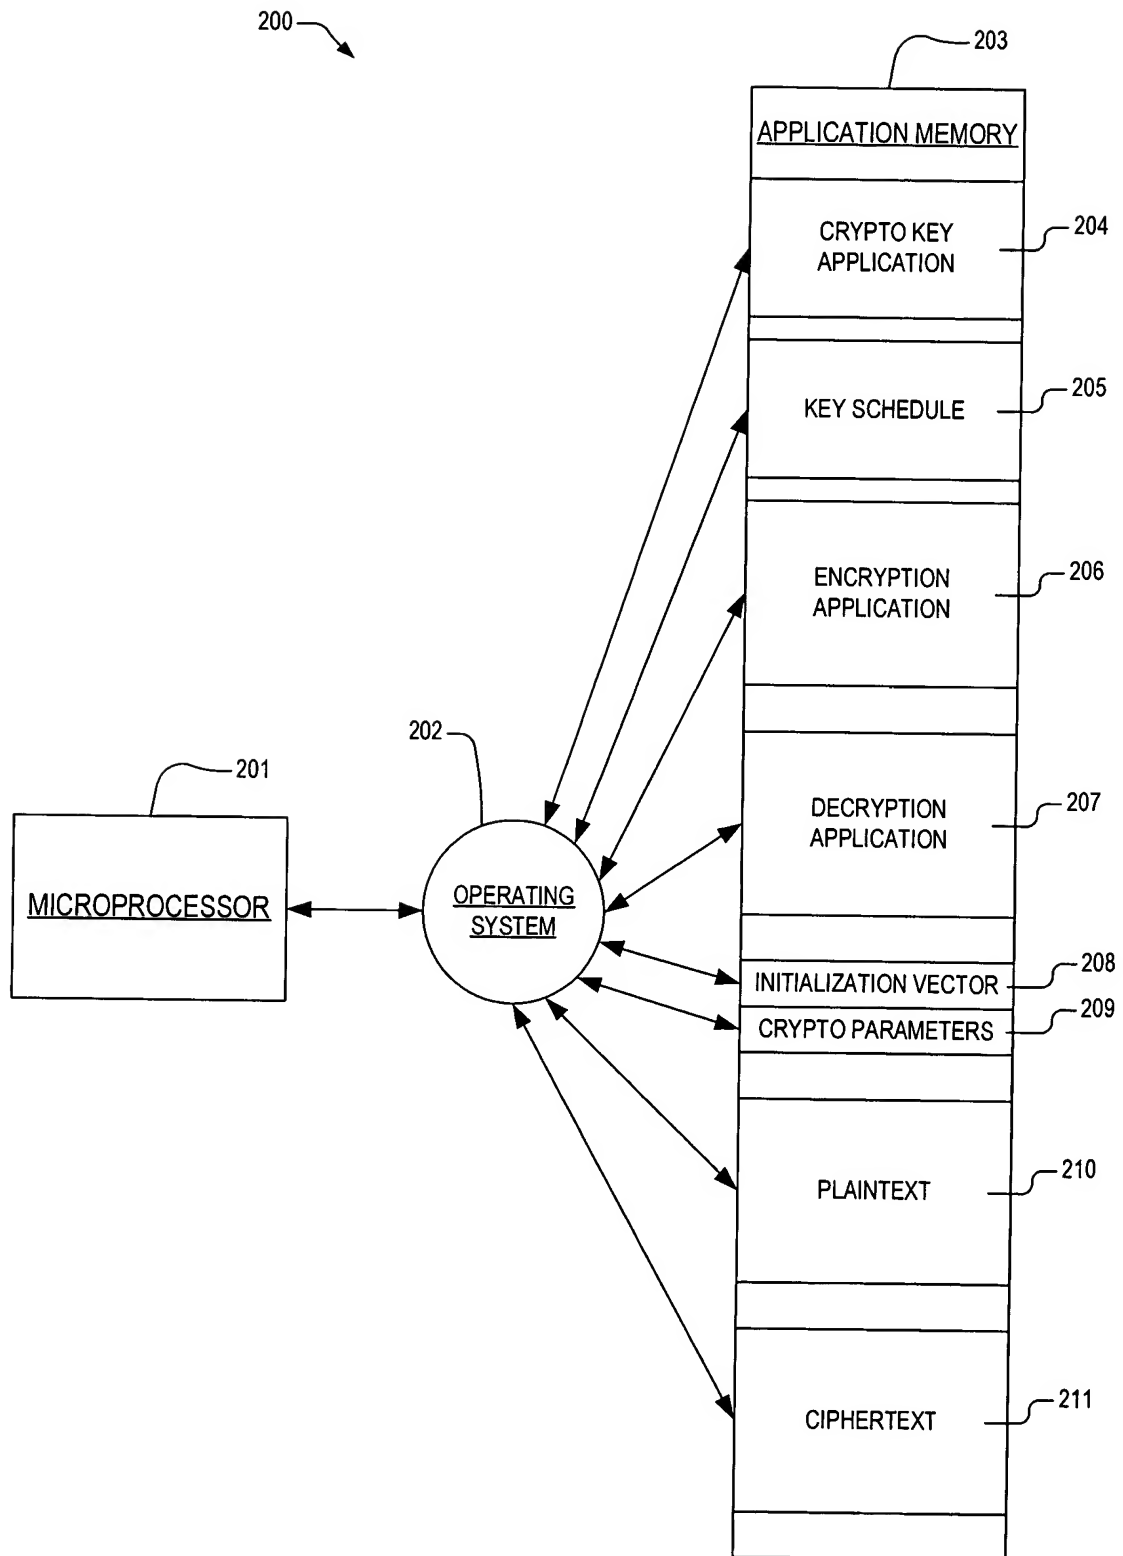 200
203
APPLICATION MEMORY
CRYPTO KEY
APPLICATION
204
KEY SCHEDULE
205
ENCRYPTION
APPLICATION
206
202
201
DECRYPTION
APPLICATION
207
MICROPROCESSOR
OPERATING
SYSTEM
INITIALIZATION VECTOR
208
CRYPTO PARAMETERS
209
PLAINTEXT
210
CIPHERTEXT
211